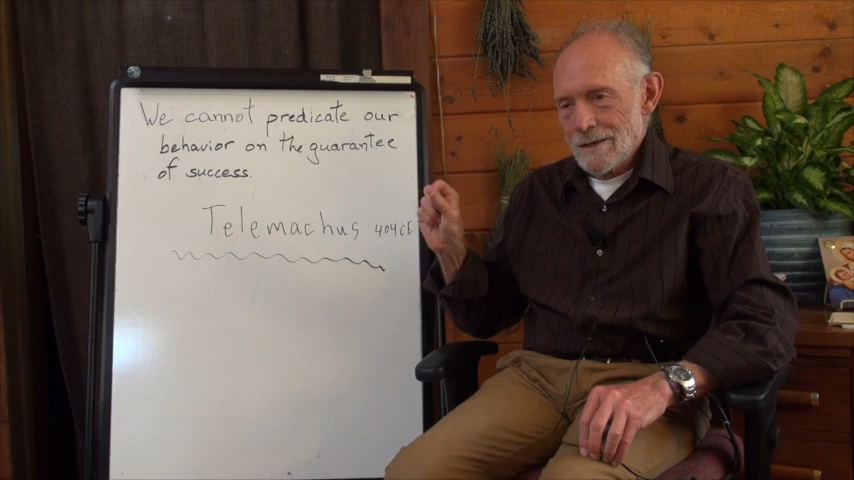 We cannot predicate our
behavior on the guarantee
of success.
Telemachus 404CE